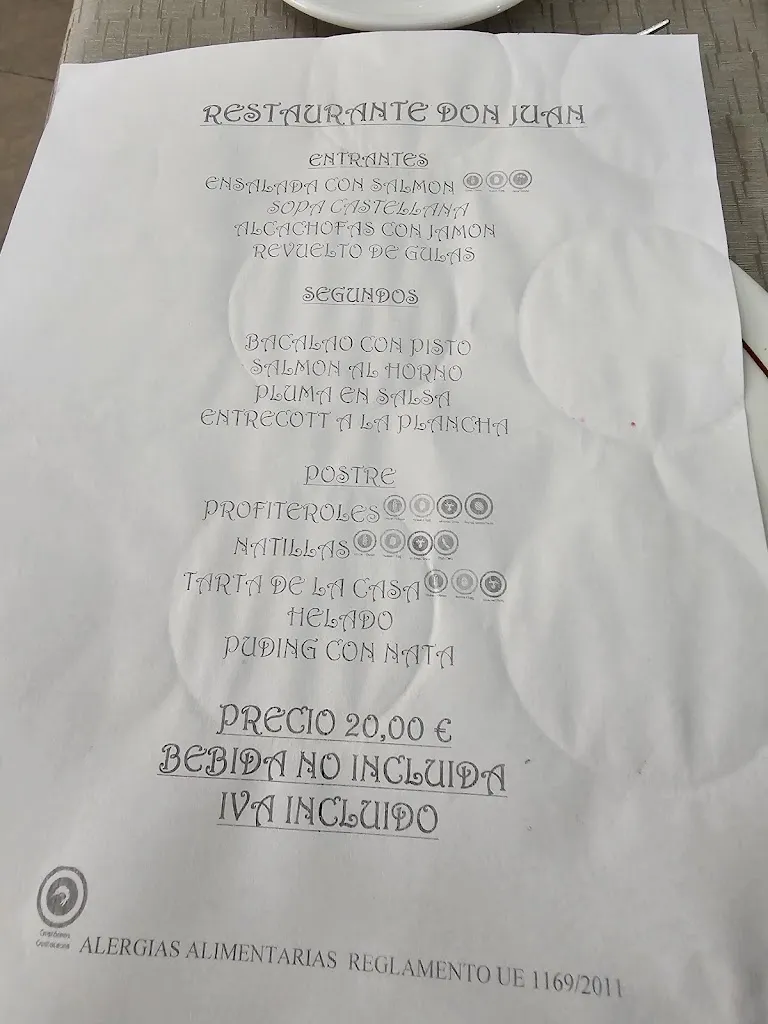 RESTAURANTE DON JUAN
ENTRANTES
ENSALADA CON SALMON
SOPA CASTELLANA
ALCACHOFAS CON JAMON
REVUELTO DE GULAS
SEGUNDOS
BACALAO CON PISTO
SALMON AL HORNO
PLUMA EN SALSA
ENTRECOTT A LA PLANCHA
POSTRE
PROFITEROLES
NATILLAS
TARTA DE LA CASA
HELADO
PUDING CON NATA
PRECIO 20,00 €
BEBIDA NO INCLUIDA
IVA INCLUIDO
ALERGIAS ALIMENTARIAS REGLAMENTO UE 1169/2011